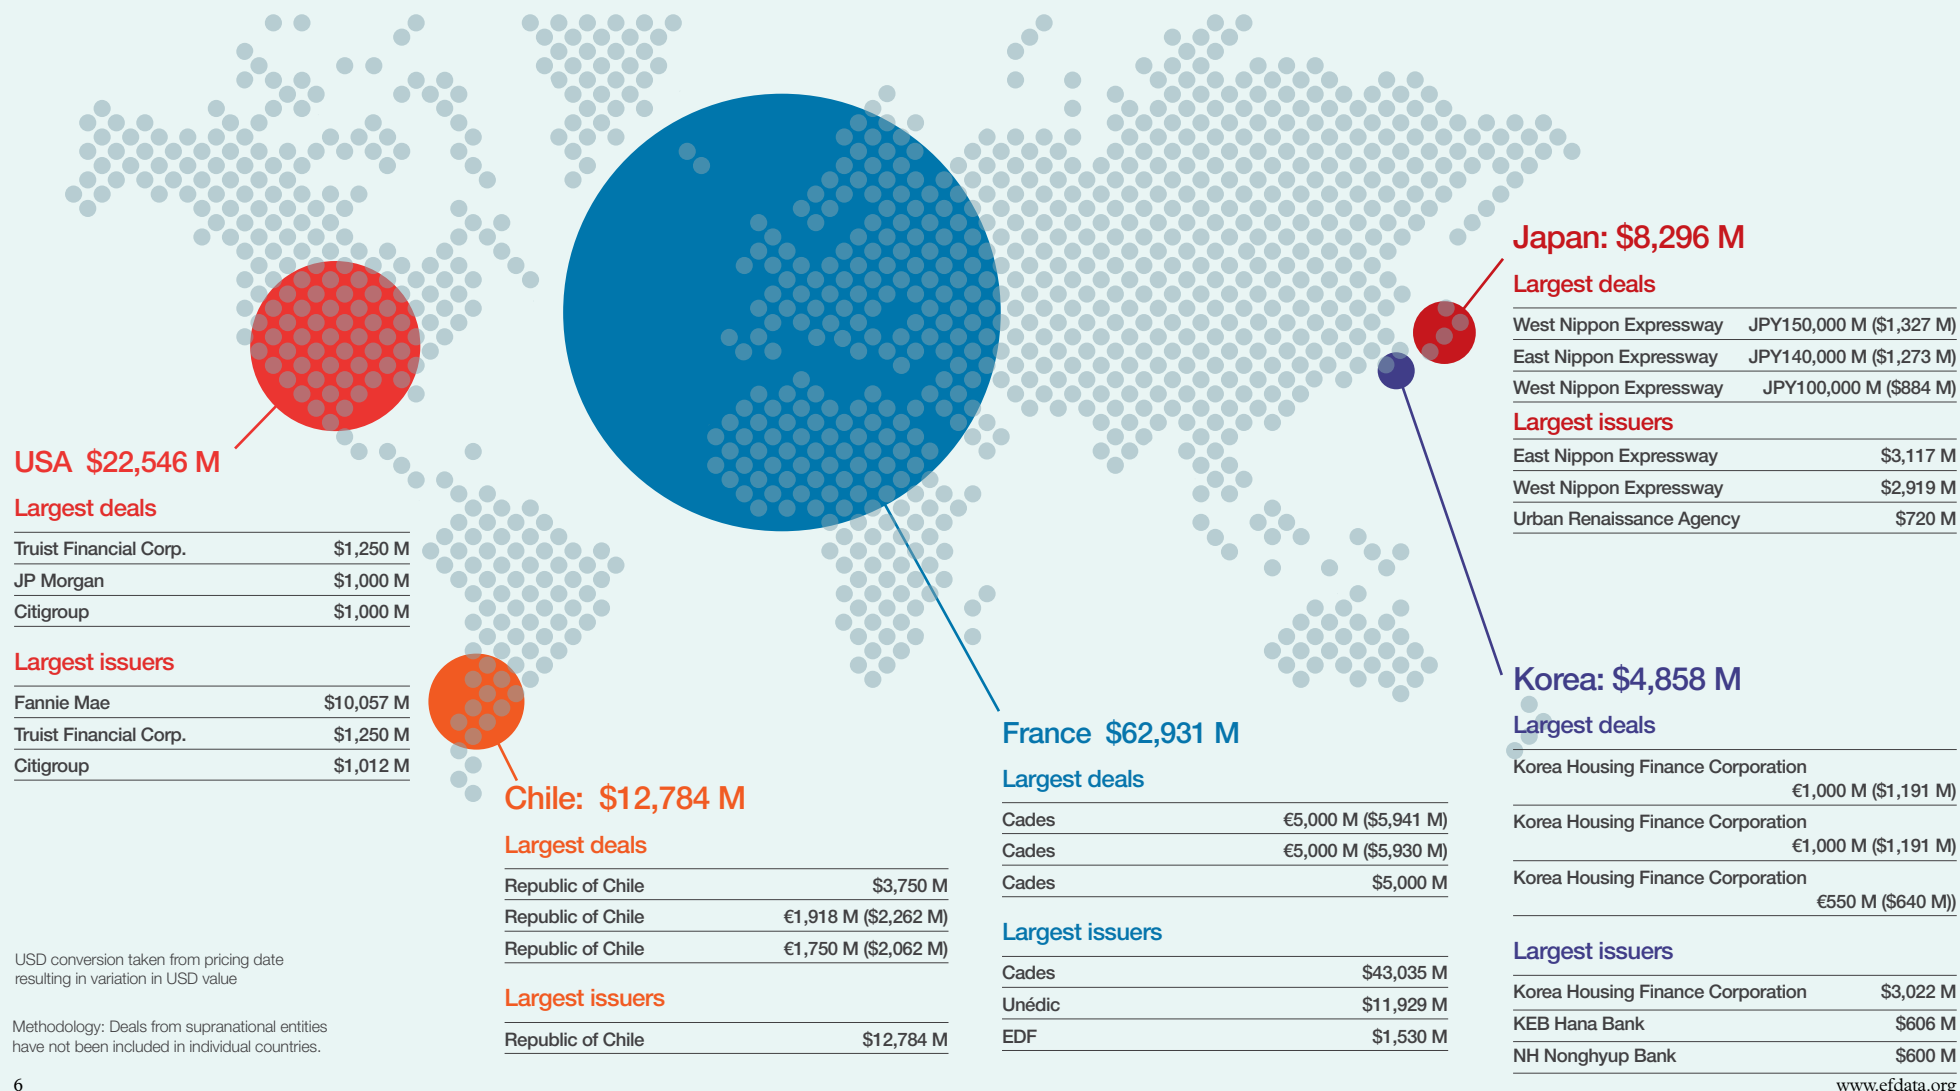 USA $22,546 M
Largest deals
Truist Financial Corp. $1,250 M
JP Morgan $1,000 M
Citigroup $1,000 M
Largest issuers
Fannie Mae $10,057 M
Truist Financial Corp. $1,250 M
Citigroup $1,012 M
USD conversion taken from pricing date
resulting in variation in USD value
Methodology: Deals from supranational entities
have not been included in individual countries.
Chile: $12,784 M
Largest deals
Republic of Chile $3,750 M
Republic of Chile €1,918 M ($2,262 M)
Republic of Chile €1,750 M ($2,062 M)
Largest issuers
Republic of Chile $12,784 M
France $62,931 M
Largest deals
Cades €5,000 M ($5,941 M)
Cades €5,000 M ($5,930 M)
Cades $5,000 M
Largest issuers
Cades $43,035 M
Unédic $11,929 M
EDF $1,530 M
Japan: $8,296 M
Largest deals
West Nippon Expressway JPY150,000 M ($1,327 M)
East Nippon Expressway JPY140,000 M ($1,273 M)
West Nippon Expressway JPY100,000 M ($884 M)
Largest issuers
East Nippon Expressway $3,117 M
West Nippon Expressway $2,919 M
Urban Renaissance Agency $720 M
Korea: $4,858 M
Largest deals
Korea Housing Finance Corporation
€1,000 M ($1,191 M)
Korea Housing Finance Corporation
€1,000 M ($1,191 M)
Korea Housing Finance Corporation
€550 M ($640 M))
Largest issuers
Korea Housing Finance Corporation $3,022 M
KEB Hana Bank $606 M
NH Nonghyup Bank $600 M
6
www.efdata.org